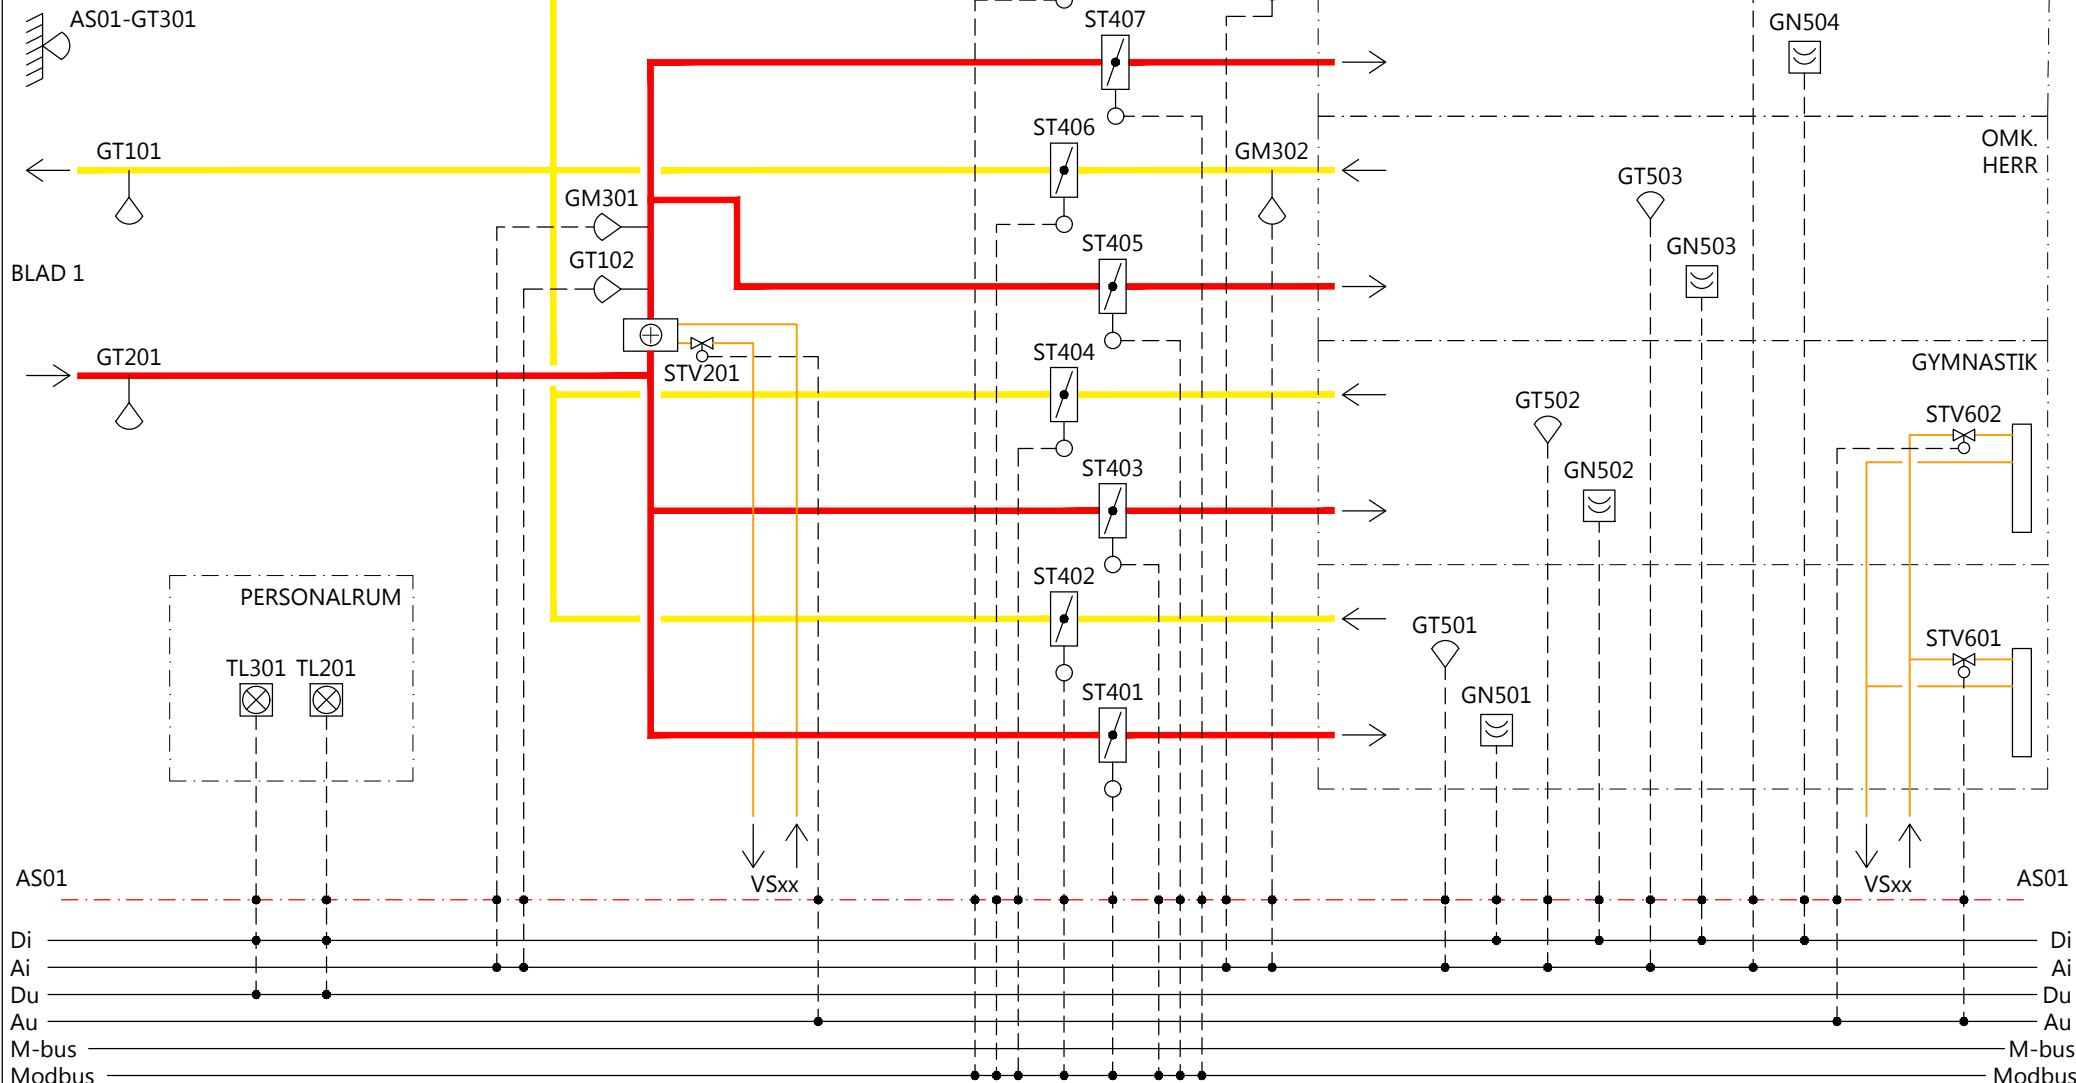 AS01-GT301
ST407
GN504
ST406
GT101
GM302
OMK.
HERR
GM301
GT503
ST405
GN503
GT102
BLAD 1
GT201
STV201
ST404
GYMNASTIK
GT502
STV602
ST403
GN502
ST402
PERSONALRUM
GT501
STV601
TL301 TL201
ST401
GN501
AS01
VSxx
VSxx
AS01
Di
Di
Ai
Ai
Du
Du
Au
Au
M-bus
M-bus
Modbus
Modbus